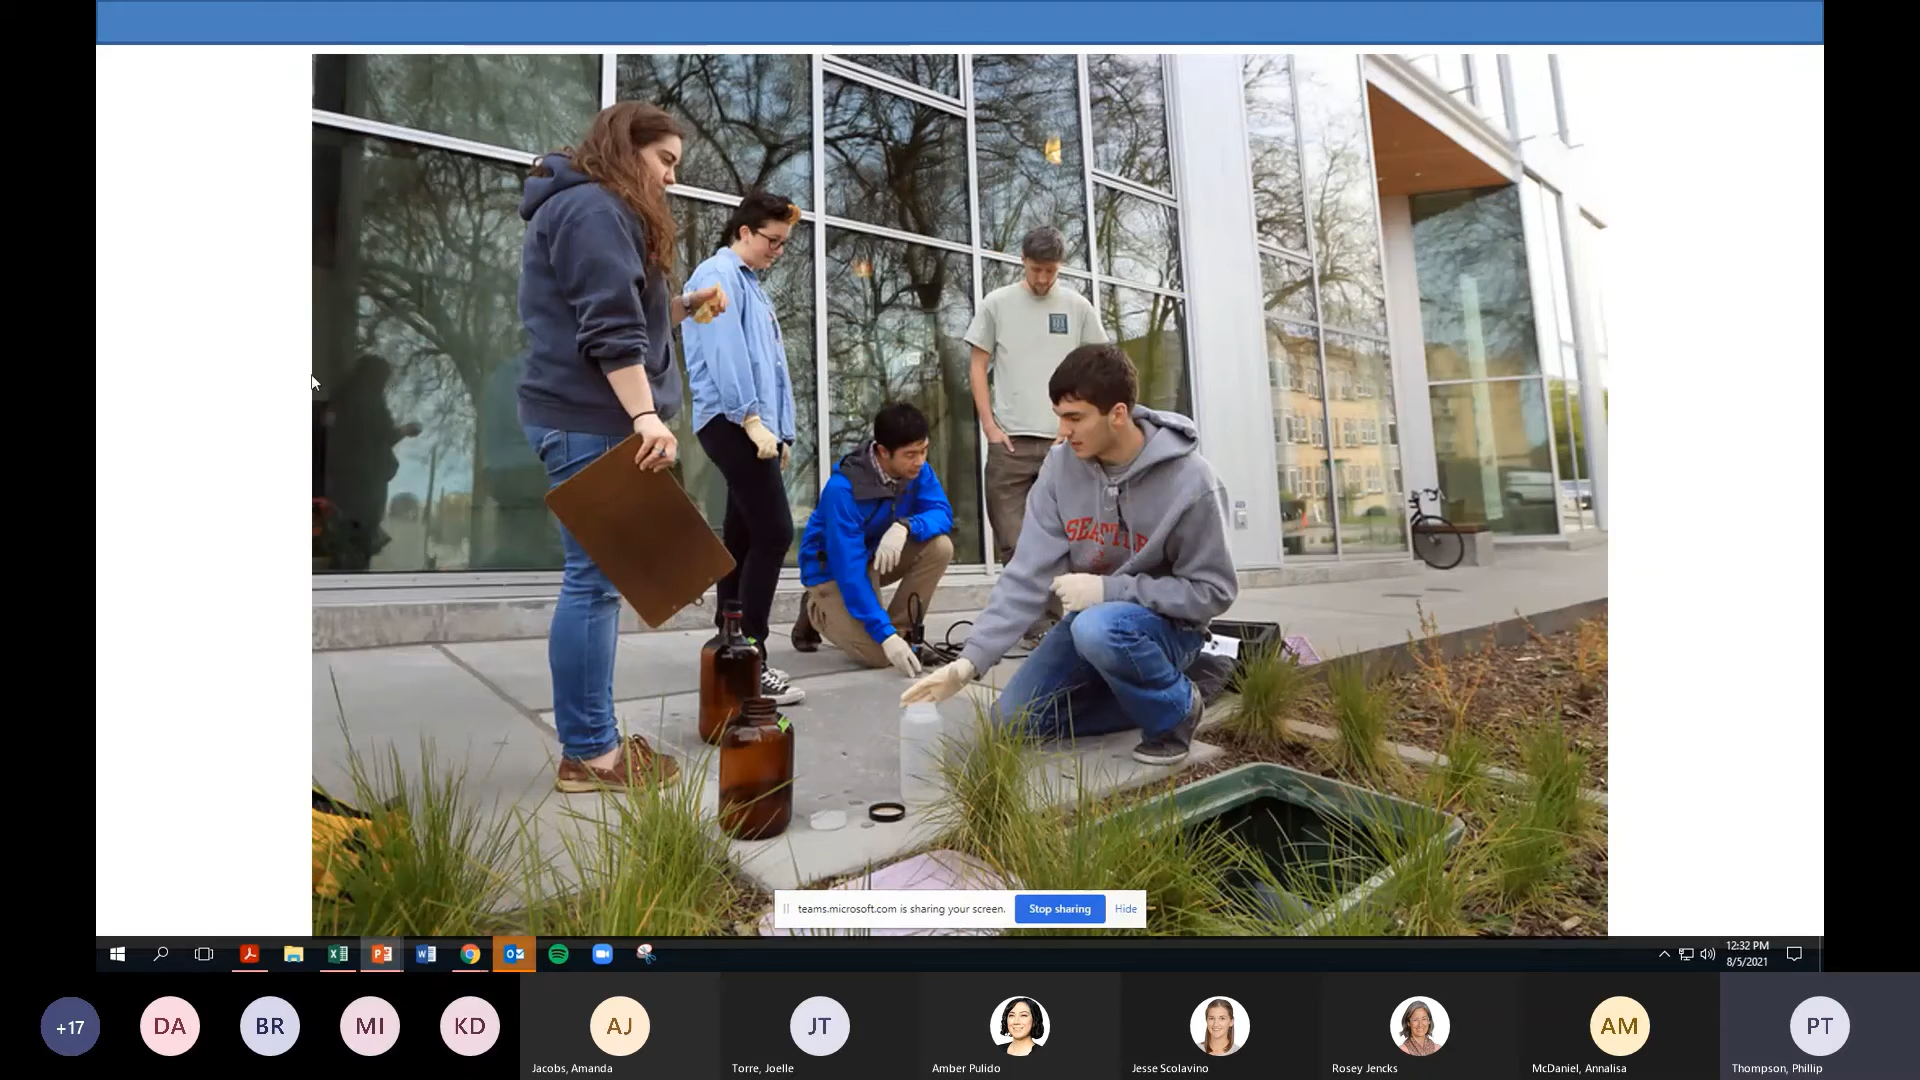 SEATTLE
teams.microsoft.com is sharing your screen.
Stop sharing
Hide
12:32 PM
8/5/2021
+17
DA
BR
MI
KD
AJ
JT
AM
PT
Jacobs, Amanda
Torre, Joelle
Amber Pulido
Jesse Scolavino
Rosey Jencks
McDaniel, Annalisa
Thompson, Phillip